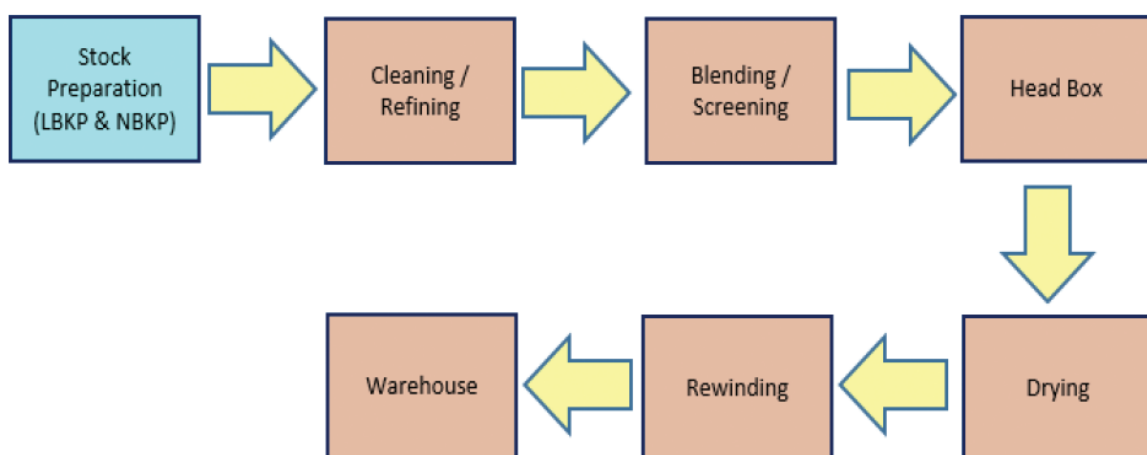 Stock
Preparation
(LBKP & NBKP)
Cleaning /
Refining
Blending /
Screening
Head Box
Drying
Rewinding
Warehouse